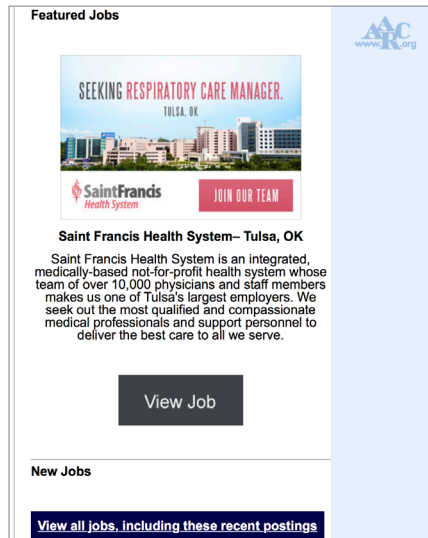 Featured Jobs
AARC
www. .org
SEEKING RESPIRATORY CARE MANAGER.
TULSA, OK
SaintFrancis
Health System
JOIN OUR TEAM
Saint Francis Health System– Tulsa, OK
Saint Francis Health System is an integrated,
medically-based not-for-profit health system whose
team of over 10,000 physicians and staff members
makes us one of Tulsa's largest employers. We
seek out the most qualified and compassionate
medical professionals and support personnel to
deliver the best care to all we serve.
View Job
New Jobs
View all jobs, including these recent postings